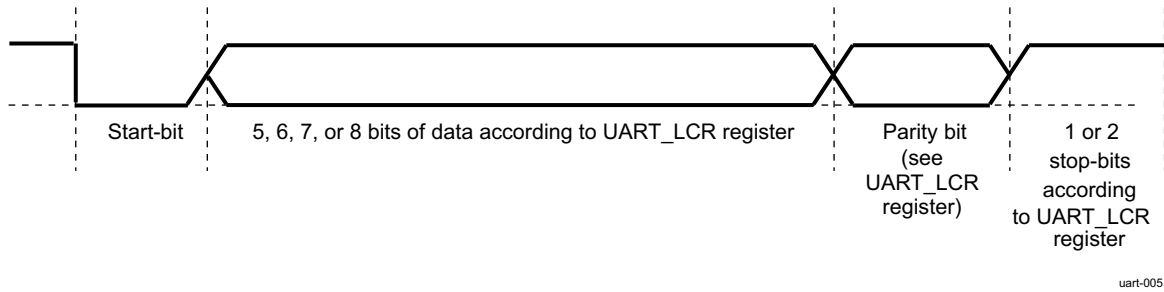 Start-bit
5, 6, 7, or 8 bits of data according to UART_LCR register
Parity bit
(see
UART_LCR
register)
1 or 2
stop-bits
according
to UART_LCR
register
uart-005